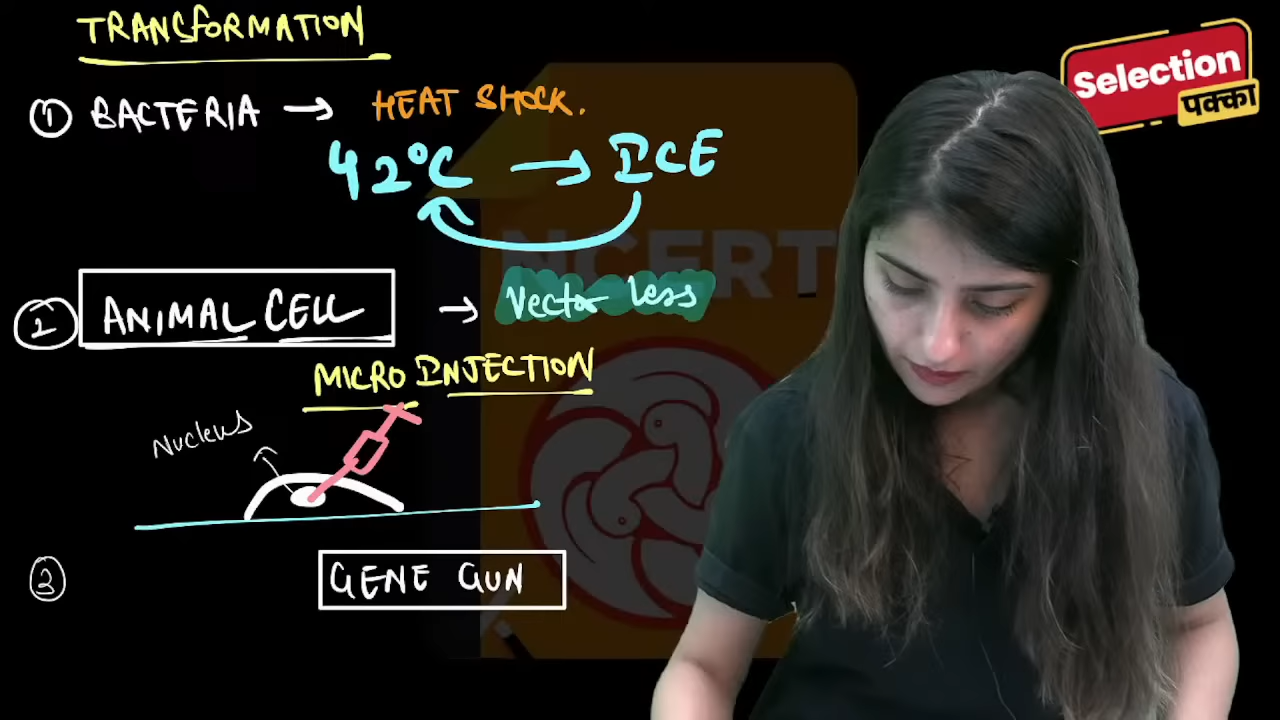 TRANSFORMATION
① BACTERIA → HEAT SHOCK.
42°C → ICE
② ANIMAL CELL → Vector less
MICRO INJECTION
Nucleus
③ GENE GUN
NCERT
Selection
पक्का